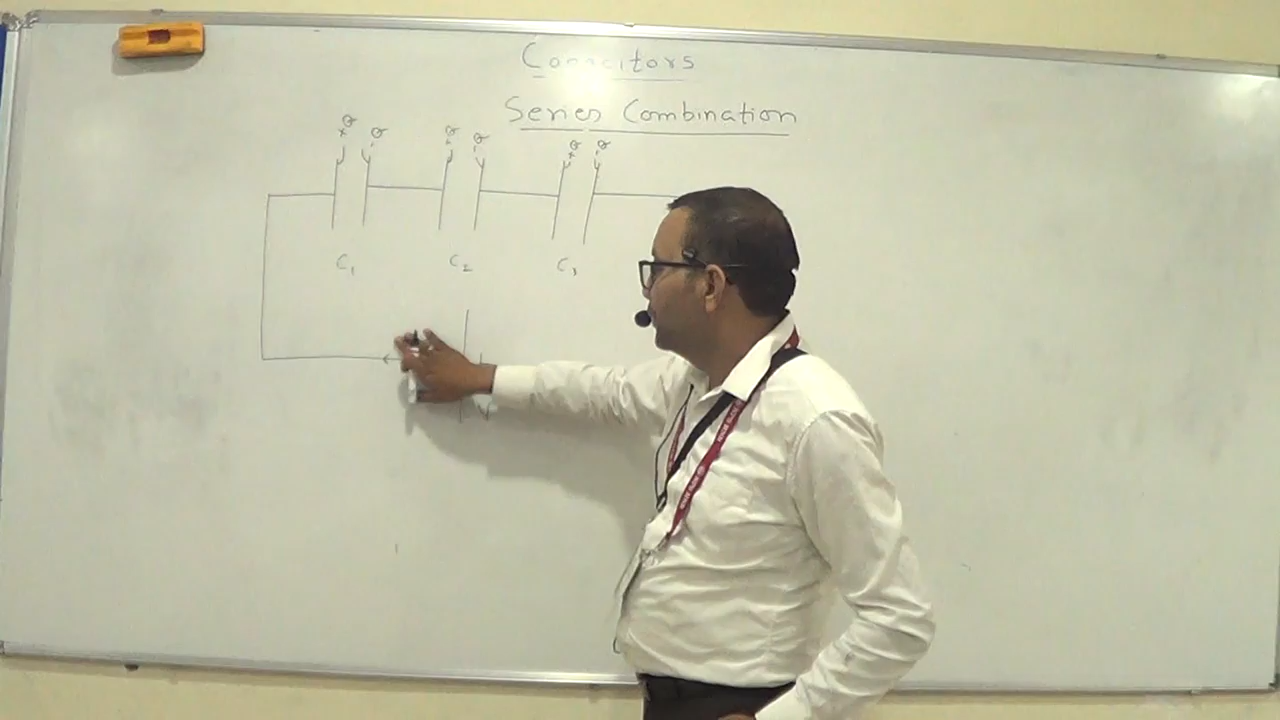 Capacitors
Series Combination
+Q -Q +Q -Q +Q -Q
C1 C2 C3
V